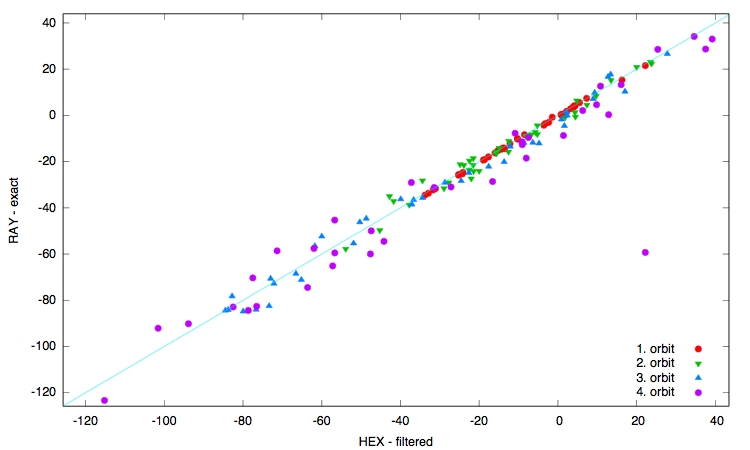 40
20
0
-20
-40
-60
-80
-100
-120
RAY - exact
1. orbit
2. orbit
3. orbit
4. orbit
-120 -100 -80 -60 -40 -20 0 20 40
HEX - filtered